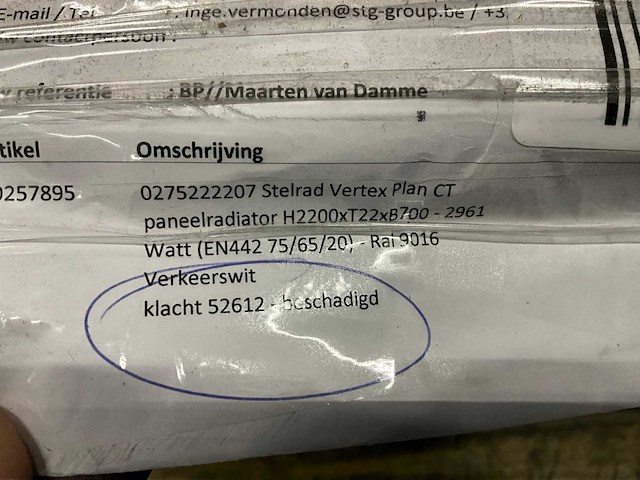 E-mail / Tel : inge.vermonden@stg-group.be / +3
w contactpersoon :
w referentie : BP//Maarten van Damme
tikel Omschrijving
0257895 0275222207 Stelrad Vertex Plan CT
paneelradiator H2200xT22xB700 - 2961
Watt (EN442 75/65/20) - Ral 9016
Verkeerswit
klacht 52612 - beschadigd